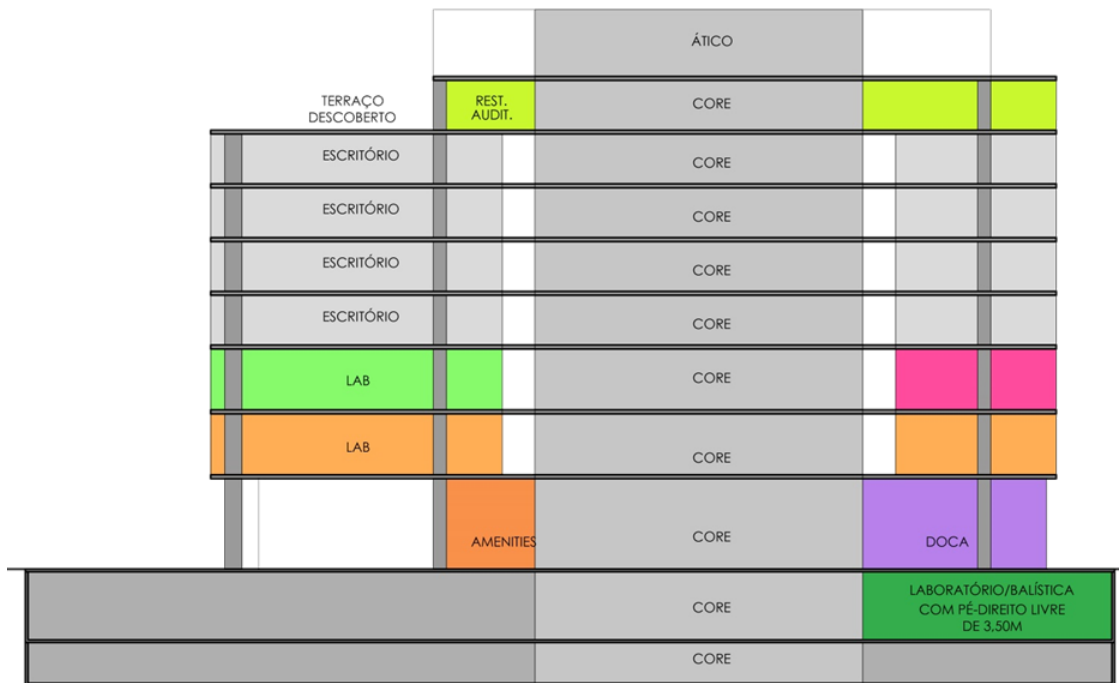 ÁTICO
TERRAÇO
DESCOBERTO
REST.
AUDIT.
CORE
ESCRITÓRIO
CORE
ESCRITÓRIO
CORE
ESCRITÓRIO
CORE
ESCRITÓRIO
CORE
LAB
CORE
LAB
CORE
AMENITIES
CORE
DOCA
CORE
LABORATÓRIO/BALÍSTICA
COM PÉ-DIREITO LIVRE
DE 3,50M
CORE